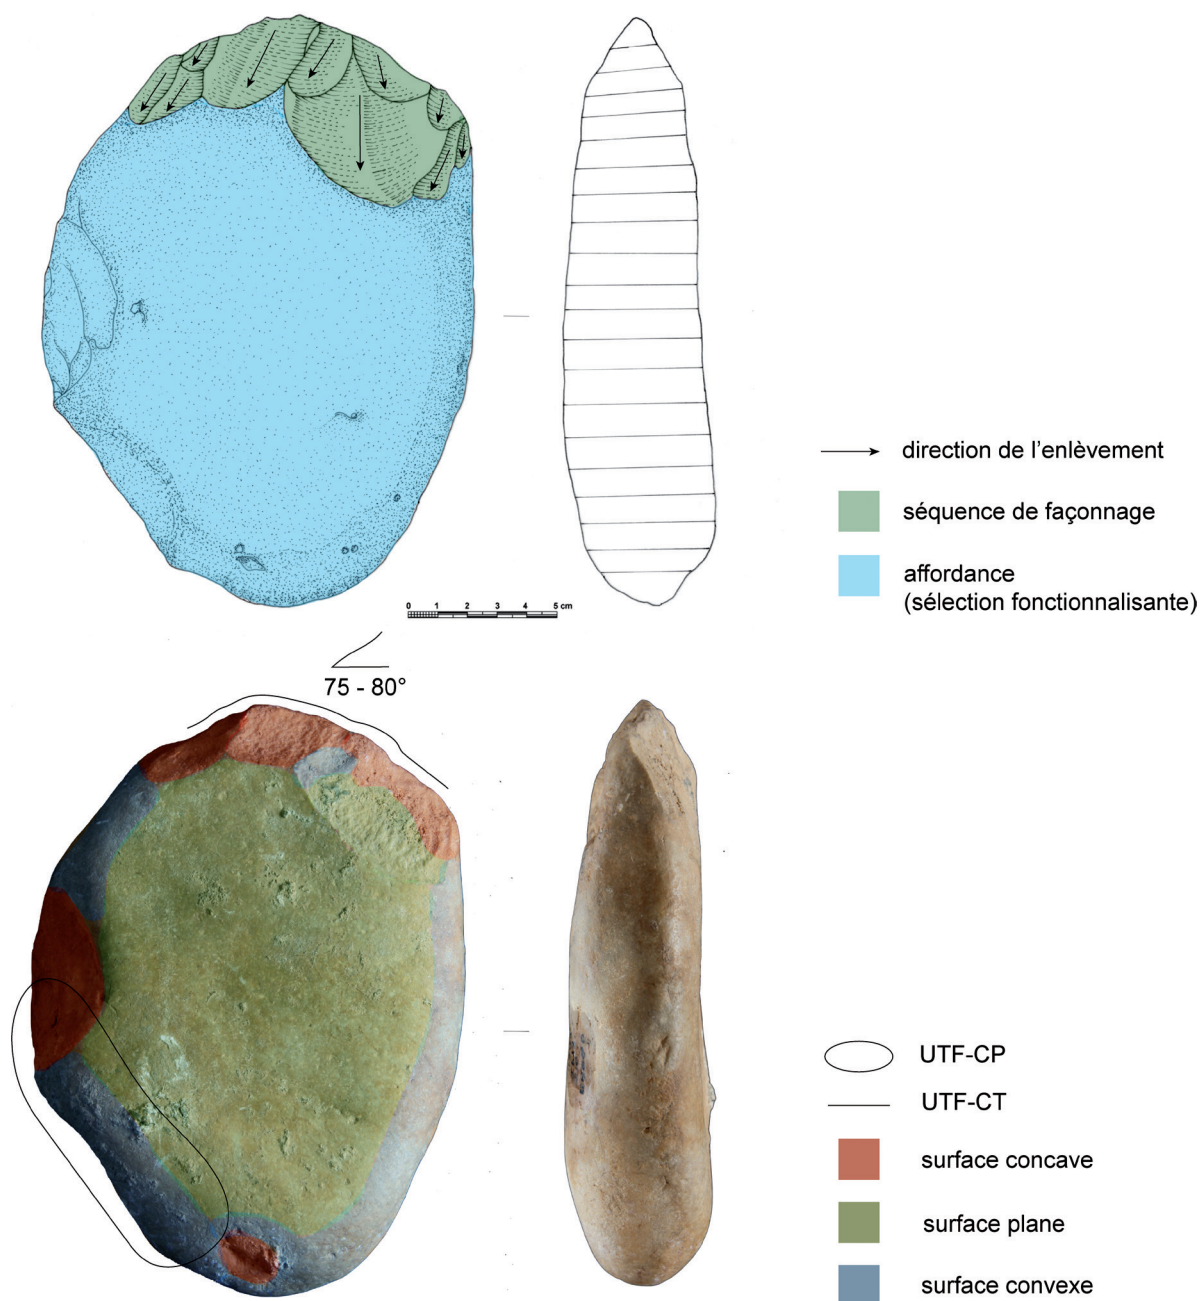 direction de l'enlèvement
séquence de façonnage
affordance
(sélection fonctionnalisante)
0 1 2 3 4 5 cm
75 - 80°
UTF-CP
UTF-CT
surface concave
surface plane
surface convexe